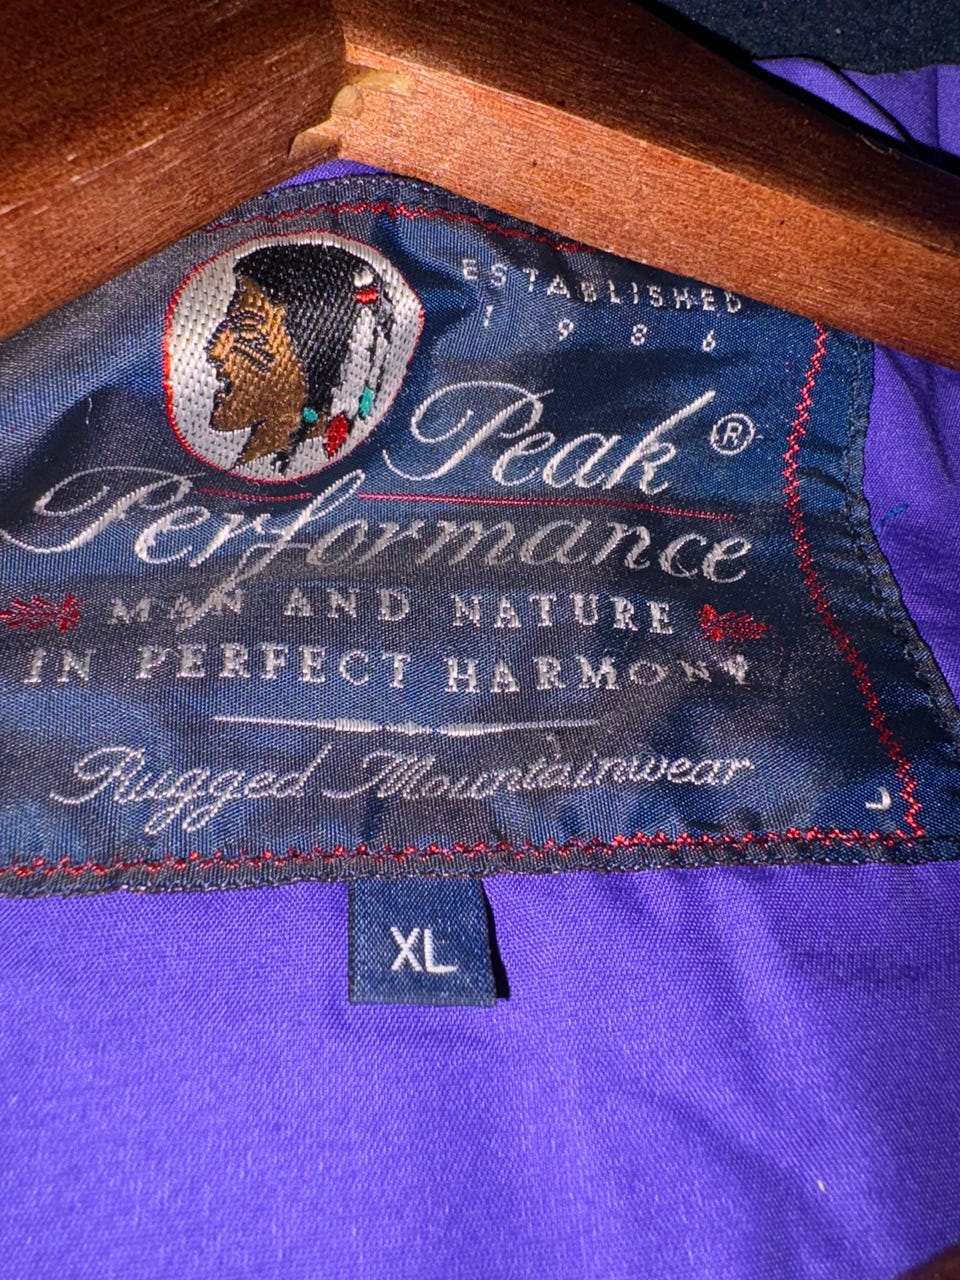 ESTABLISHED
1986
Peak ®
Performance
MAN AND NATURE
IN PERFECT HARMONY
Rugged Mountainwear
XL